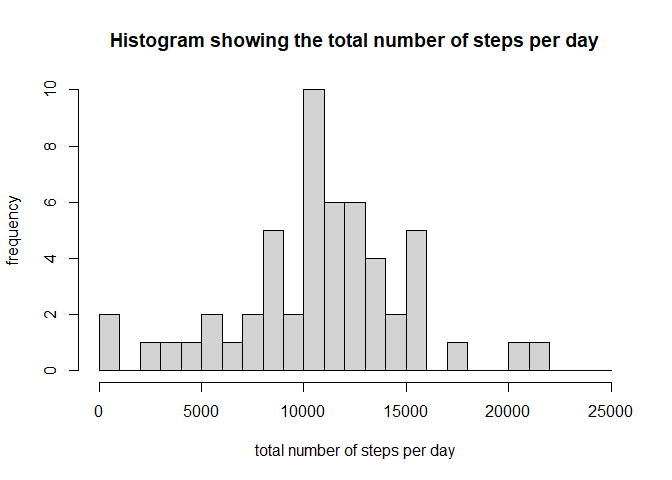 Histogram showing the total number of steps per day
frequency
10
8
6
4
2
0
0 5000 10000 15000 20000 25000
total number of steps per day